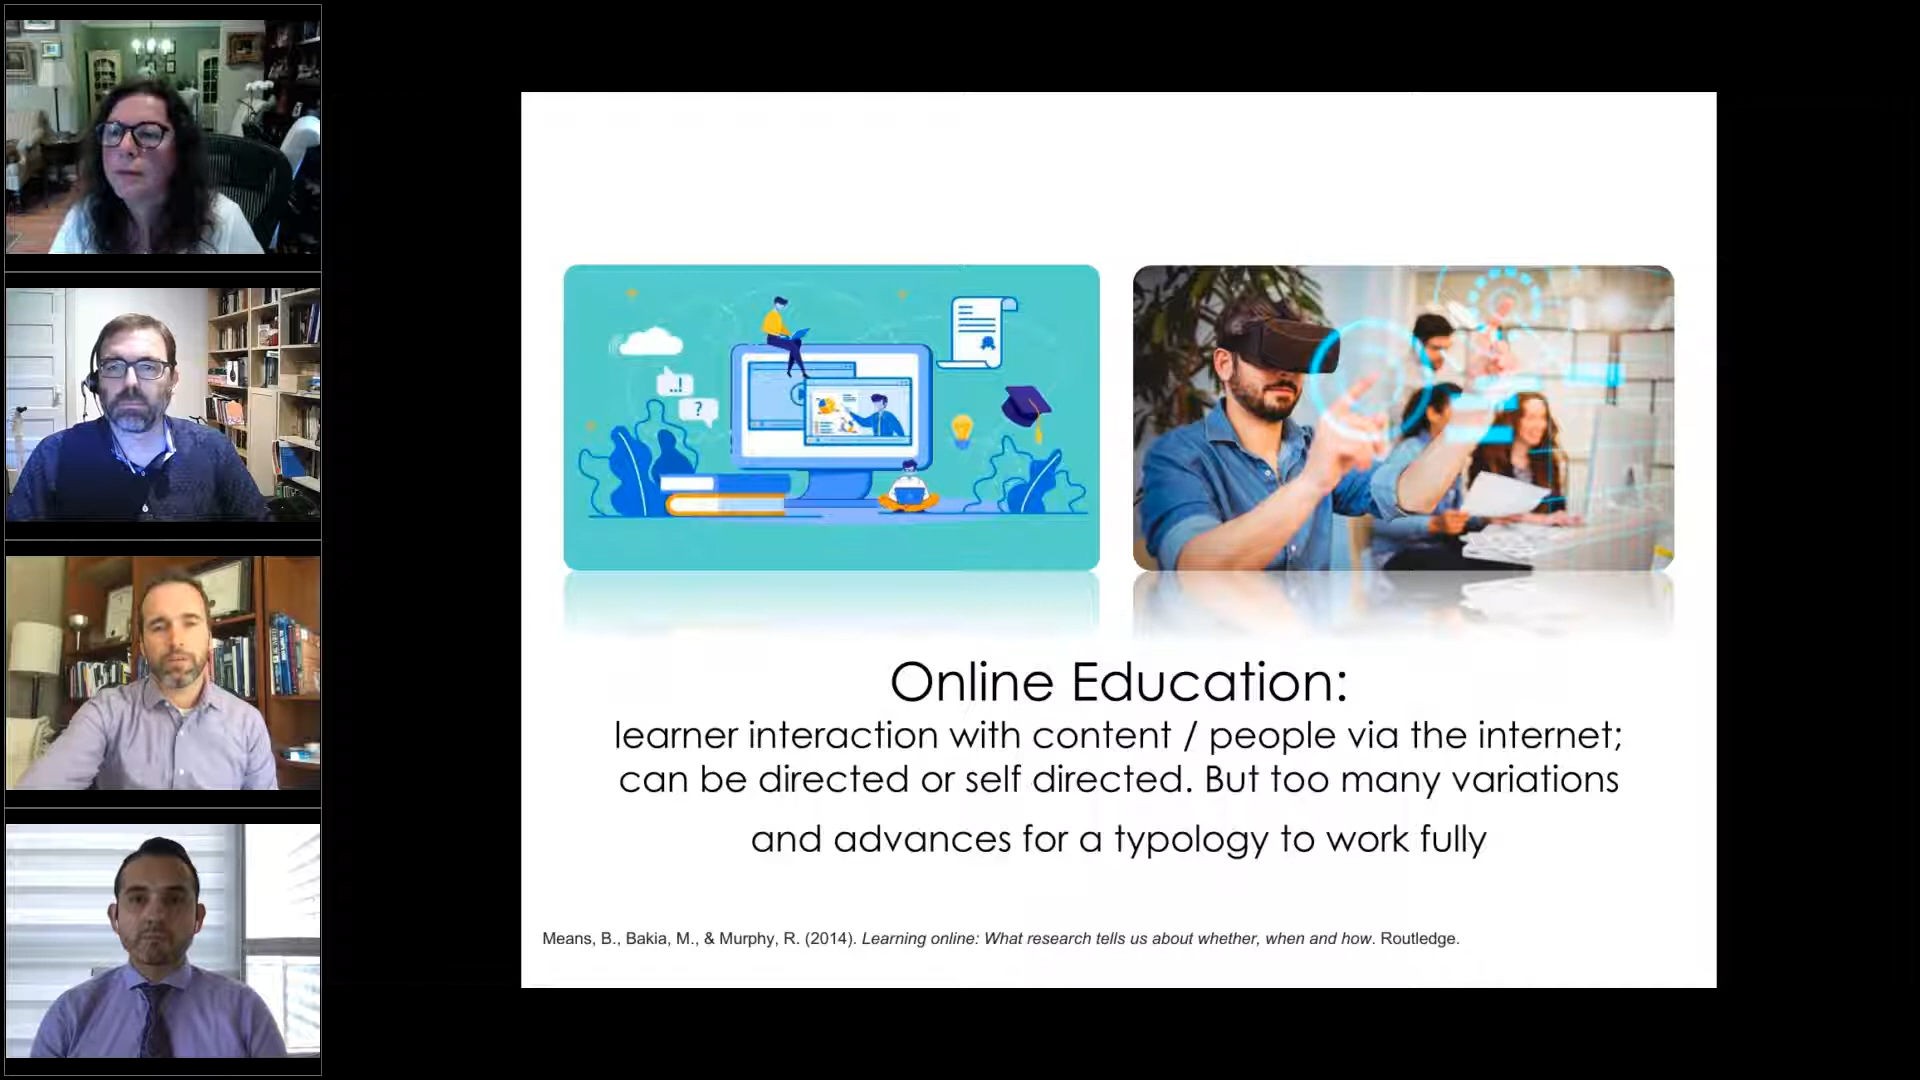 ..!
?
Online Education:
learner interaction with content / people via the internet;
can be directed or self directed. But too many variations
and advances for a typology to work fully
Means, B., Bakia, M., & Murphy, R. (2014). Learning online: What research tells us about whether, when and how. Routledge.